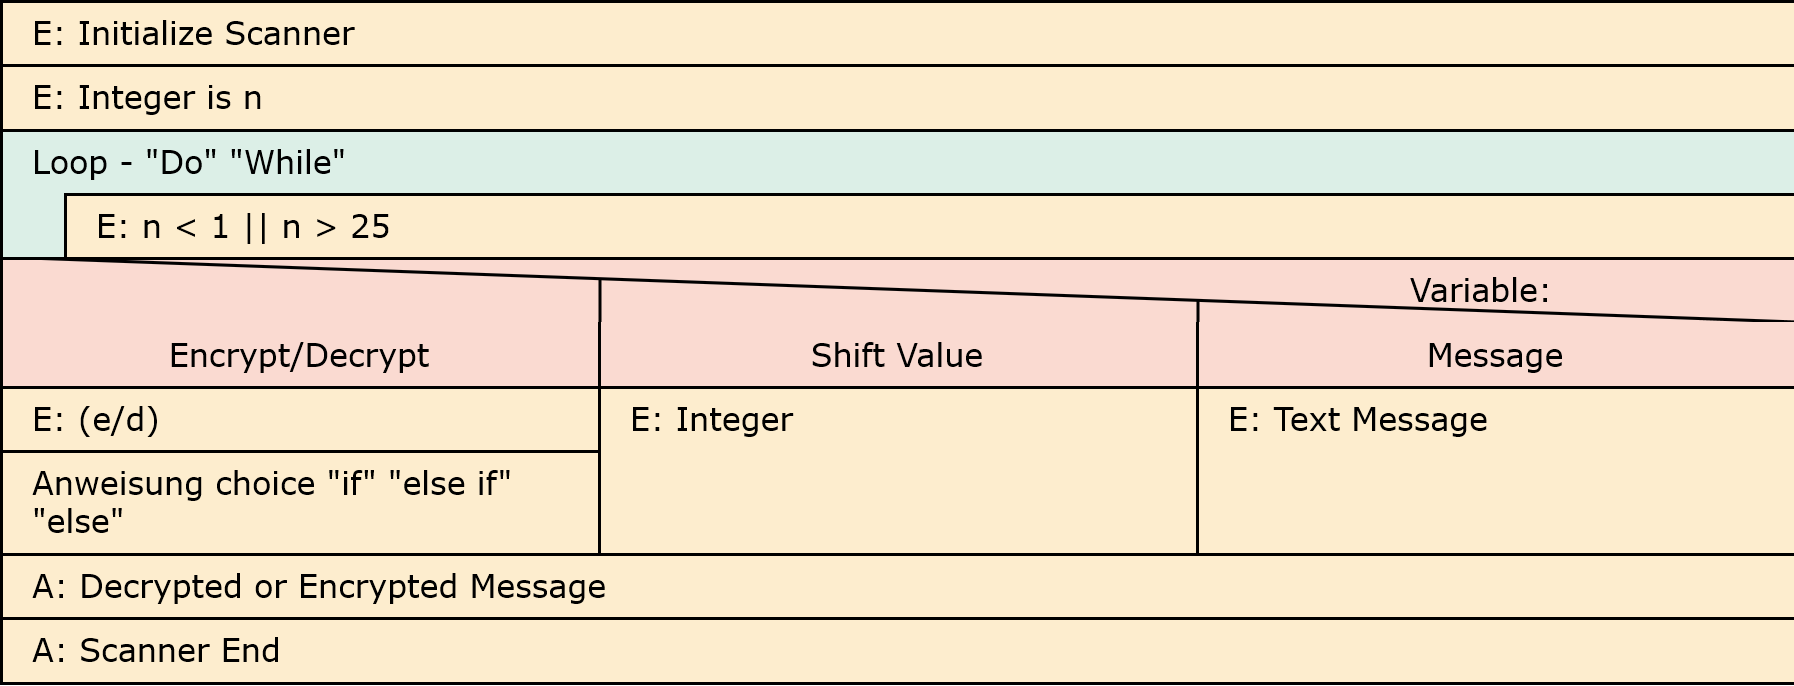 E: Initialize Scanner
E: Integer is n
Loop - "Do" "While"
E: n < 1 || n > 25
Variable:
Encrypt/Decrypt
Shift Value
Message
E: (e/d)
E: Integer
E: Text Message
Anweisung choice "if" "else if"
"else"
A: Decrypted or Encrypted Message
A: Scanner End